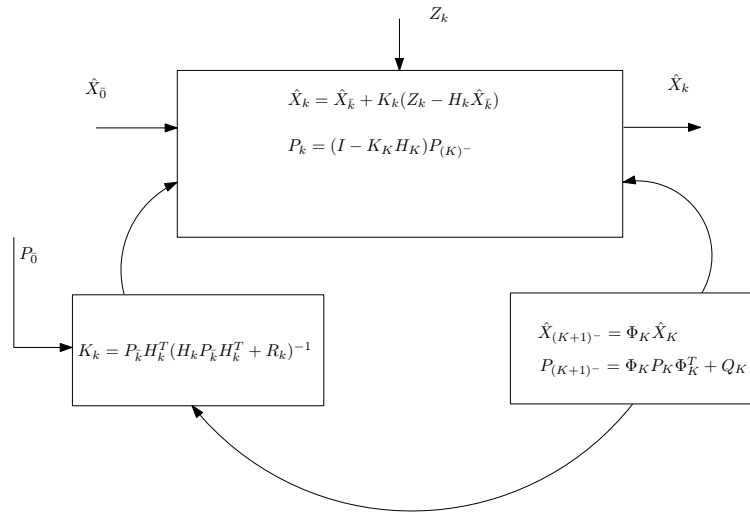 $Z_k$
$\hat{X}_{\bar{0}}$
$\hat{X}_k = \hat{X}_{\bar{k}} + K_k(Z_k - H_k\hat{X}_{\bar{k}})$
$\hat{X}_k$
$P_k = (I - K_K H_K)P_{(K)^-}$
$P_{\bar{0}}$
$K_k = P_{\bar{k}}H_k^T(H_k P_{\bar{k}}H_k^T + R_k)^{-1}$
$\hat{X}_{(K+1)^-} = \Phi_K\hat{X}_K$
$P_{(K+1)^-} = \Phi_K P_K\Phi_K^T + Q_K$